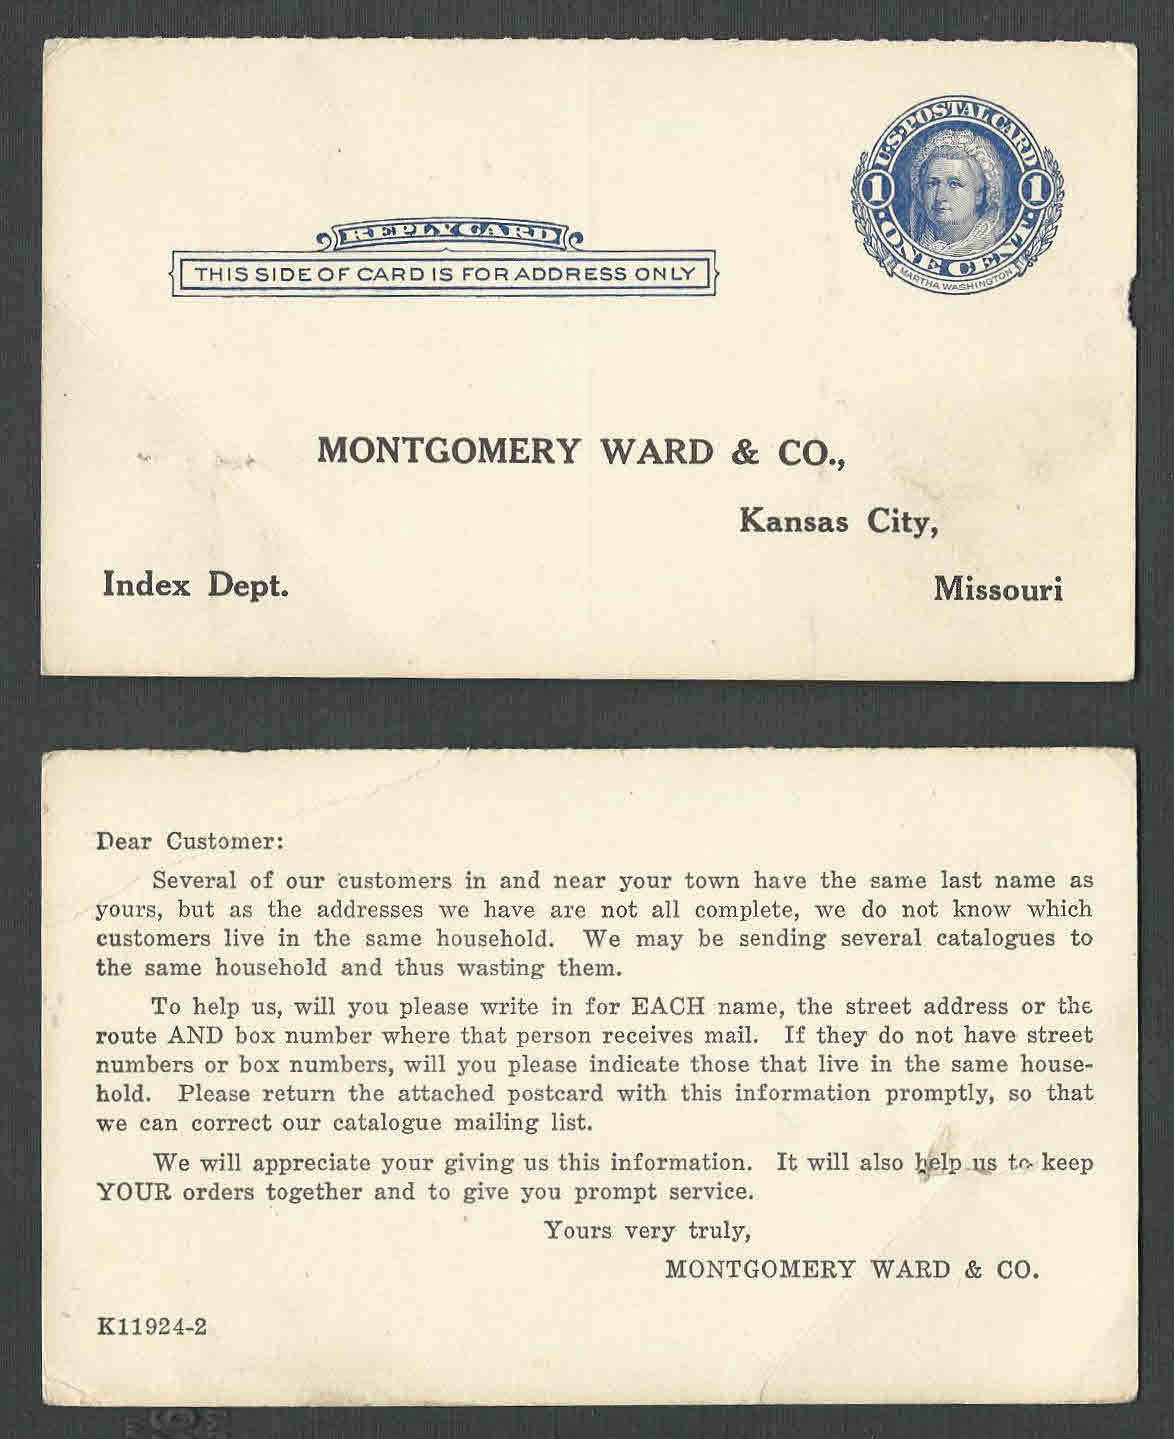 U·S·POSTAL CARD
1 1
·ONE CENT·
MARTHA WASHINGTON
REPLY CARD
THIS SIDE OF CARD IS FOR ADDRESS ONLY
MONTGOMERY WARD & CO.,
Kansas City,
Index Dept. Missouri
Dear Customer:
Several of our customers in and near your town have the same last name as
yours, but as the addresses we have are not all complete, we do not know which
customers live in the same household. We may be sending several catalogues to
the same household and thus wasting them.
To help us, will you please write in for EACH name, the street address or the
route AND box number where that person receives mail. If they do not have street
numbers or box numbers, will you please indicate those that live in the same house-
hold. Please return the attached postcard with this information promptly, so that
we can correct our catalogue mailing list.
We will appreciate your giving us this information. It will also help us to keep
YOUR orders together and to give you prompt service.
Yours very truly,
MONTGOMERY WARD & CO.
K11924-2